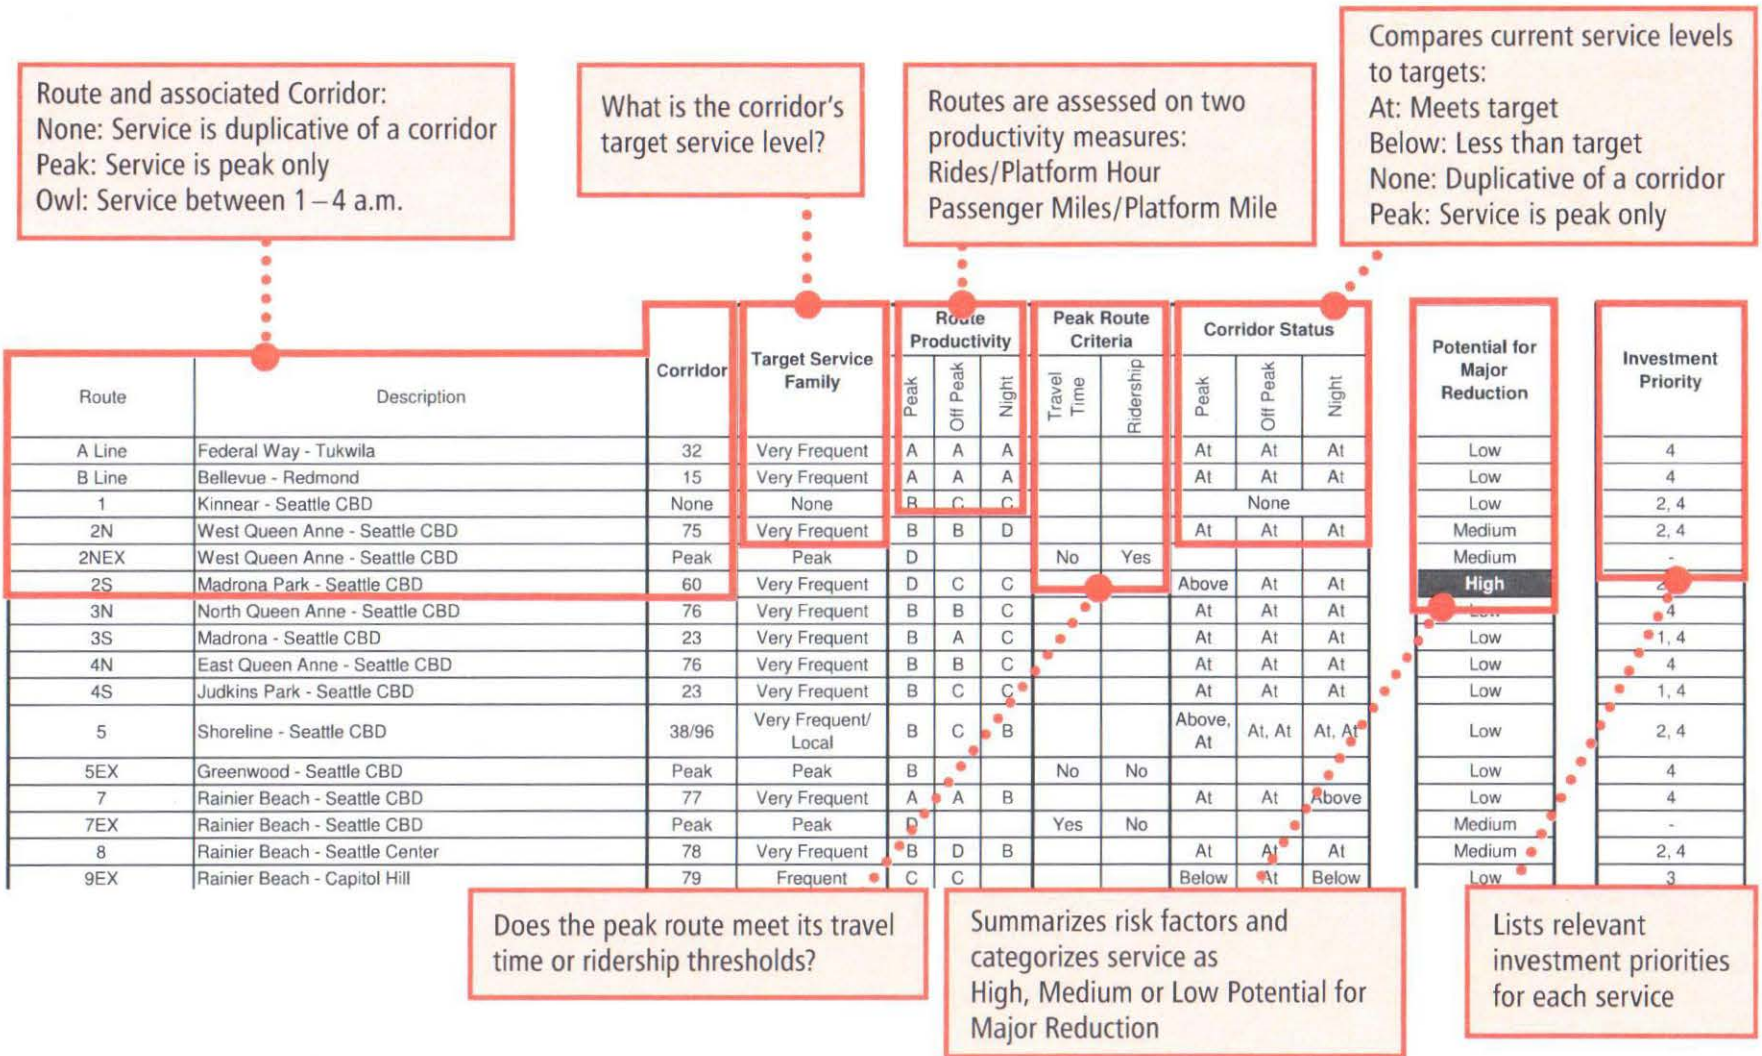 Route and associated Corridor:
None: Service is duplicative of a corridor
Peak: Service is peak only
Owl: Service between 1 – 4 a.m.
What is the corridor's
target service level?
Routes are assessed on two
productivity measures:
Rides/Platform Hour
Passenger Miles/Platform Mile
Compares current service levels
to targets:
At: Meets target
Below: Less than target
None: Duplicative of a corridor
Peak: Service is peak only
Route Description Corridor Target Service Family Route Productivity Peak Route Criteria Corridor Status Potential for Major Reduction Investment Priority
Peak Off Peak Night Travel Time Ridership Peak Off Peak Night
A Line Federal Way - Tukwila 32 Very Frequent A A A At At At Low 4
B Line Bellevue - Redmond 15 Very Frequent A A A At At At Low 4
1 Kinnear - Seattle CBD None None B C C None Low 2, 4
2N West Queen Anne - Seattle CBD 75 Very Frequent B B D At At At Medium 2, 4
2NEX West Queen Anne - Seattle CBD Peak Peak D No Yes Medium -
2S Madrona Park - Seattle CBD 60 Very Frequent D C C Above At At High
3N North Queen Anne - Seattle CBD 76 Very Frequent B B C At At At Low 4
3S Madrona - Seattle CBD 23 Very Frequent B A C At At At Low 1, 4
4N East Queen Anne - Seattle CBD 76 Very Frequent B B C At At At Low 4
4S Judkins Park - Seattle CBD 23 Very Frequent B C C At At At Low 1, 4
5 Shoreline - Seattle CBD 38/96 Very Frequent/ Local B C B Above, At At, At At, At Low 2, 4
5EX Greenwood - Seattle CBD Peak Peak B No No Low 4
7 Rainier Beach - Seattle CBD 77 Very Frequent A A B At At Above Low 4
7EX Rainier Beach - Seattle CBD Peak Peak D Yes No Medium -
8 Rainier Beach - Seattle Center 78 Very Frequent B D B At At At Medium 2, 4
9EX Rainier Beach - Capitol Hill 79 Frequent C C Below At Below Low 3
Does the peak route meet its travel
time or ridership thresholds?
Summarizes risk factors and
categorizes service as
High, Medium or Low Potential for
Major Reduction
Lists relevant
investment priorities
for each service